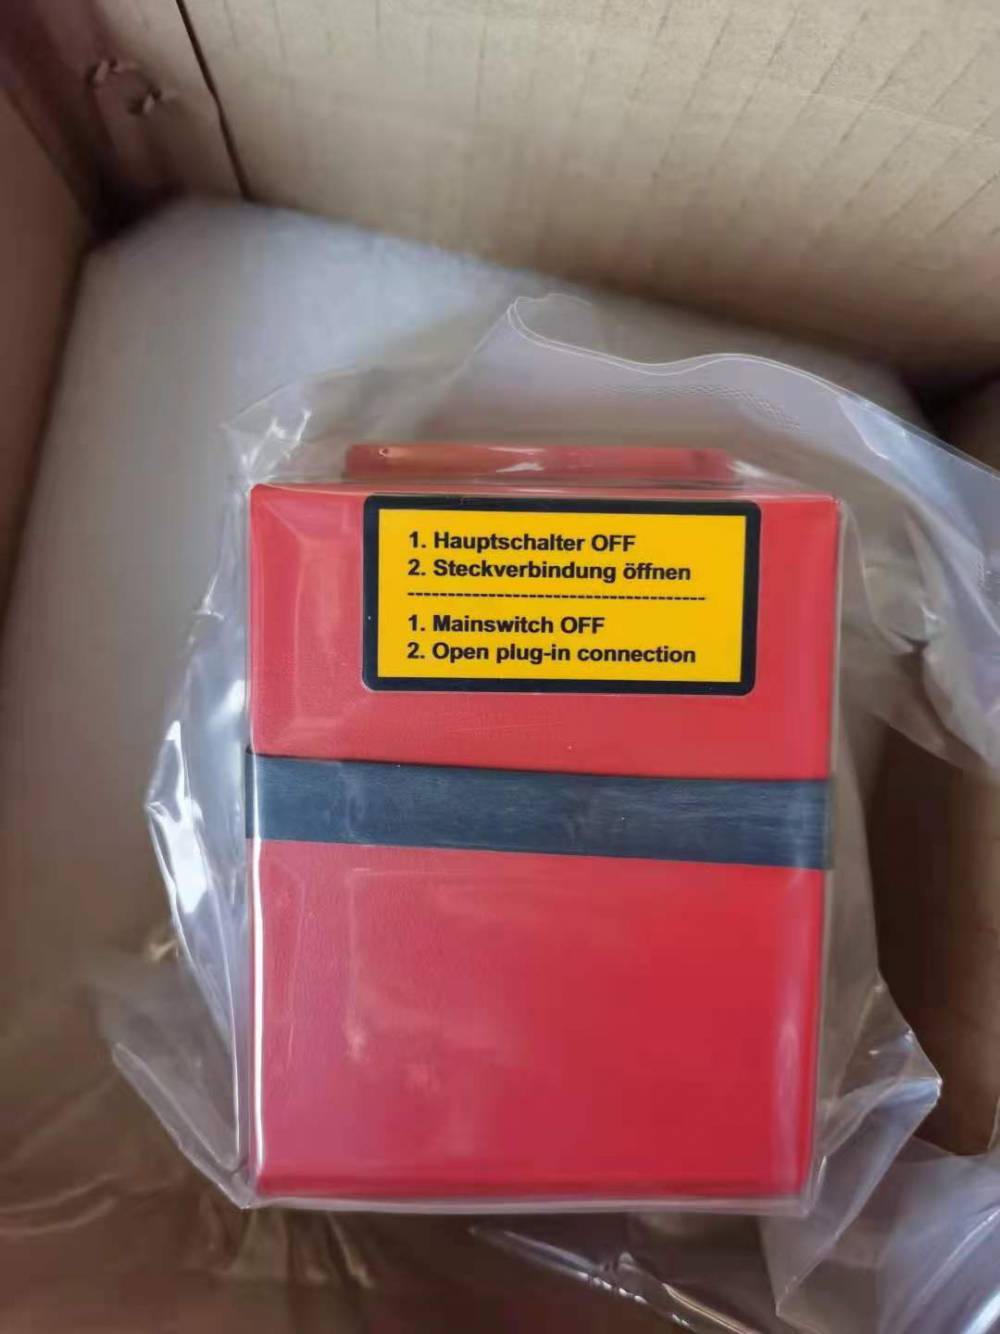 1. Hauptschalter OFF
2. Steckverbindung öffnen
-------------------------------------
1. Mainswitch OFF
2. Open plug-in connection